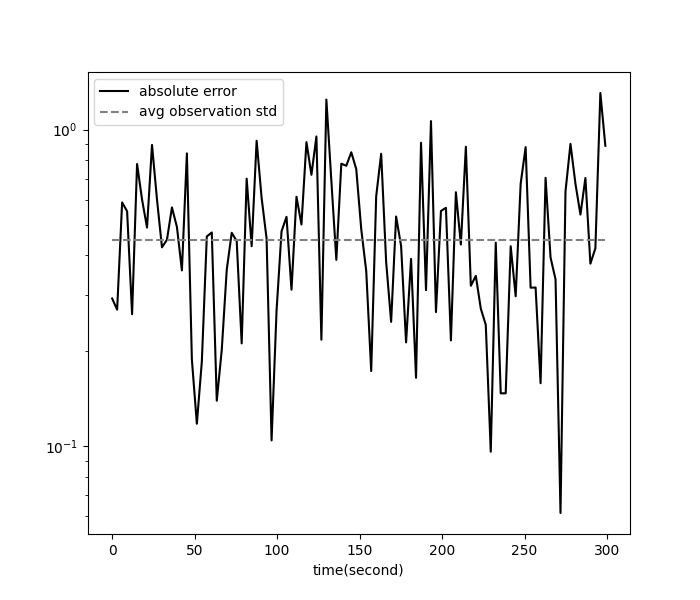 absolute error
avg observation std
10⁰
10⁻¹
0 50 100 150 200 250 300
time(second)